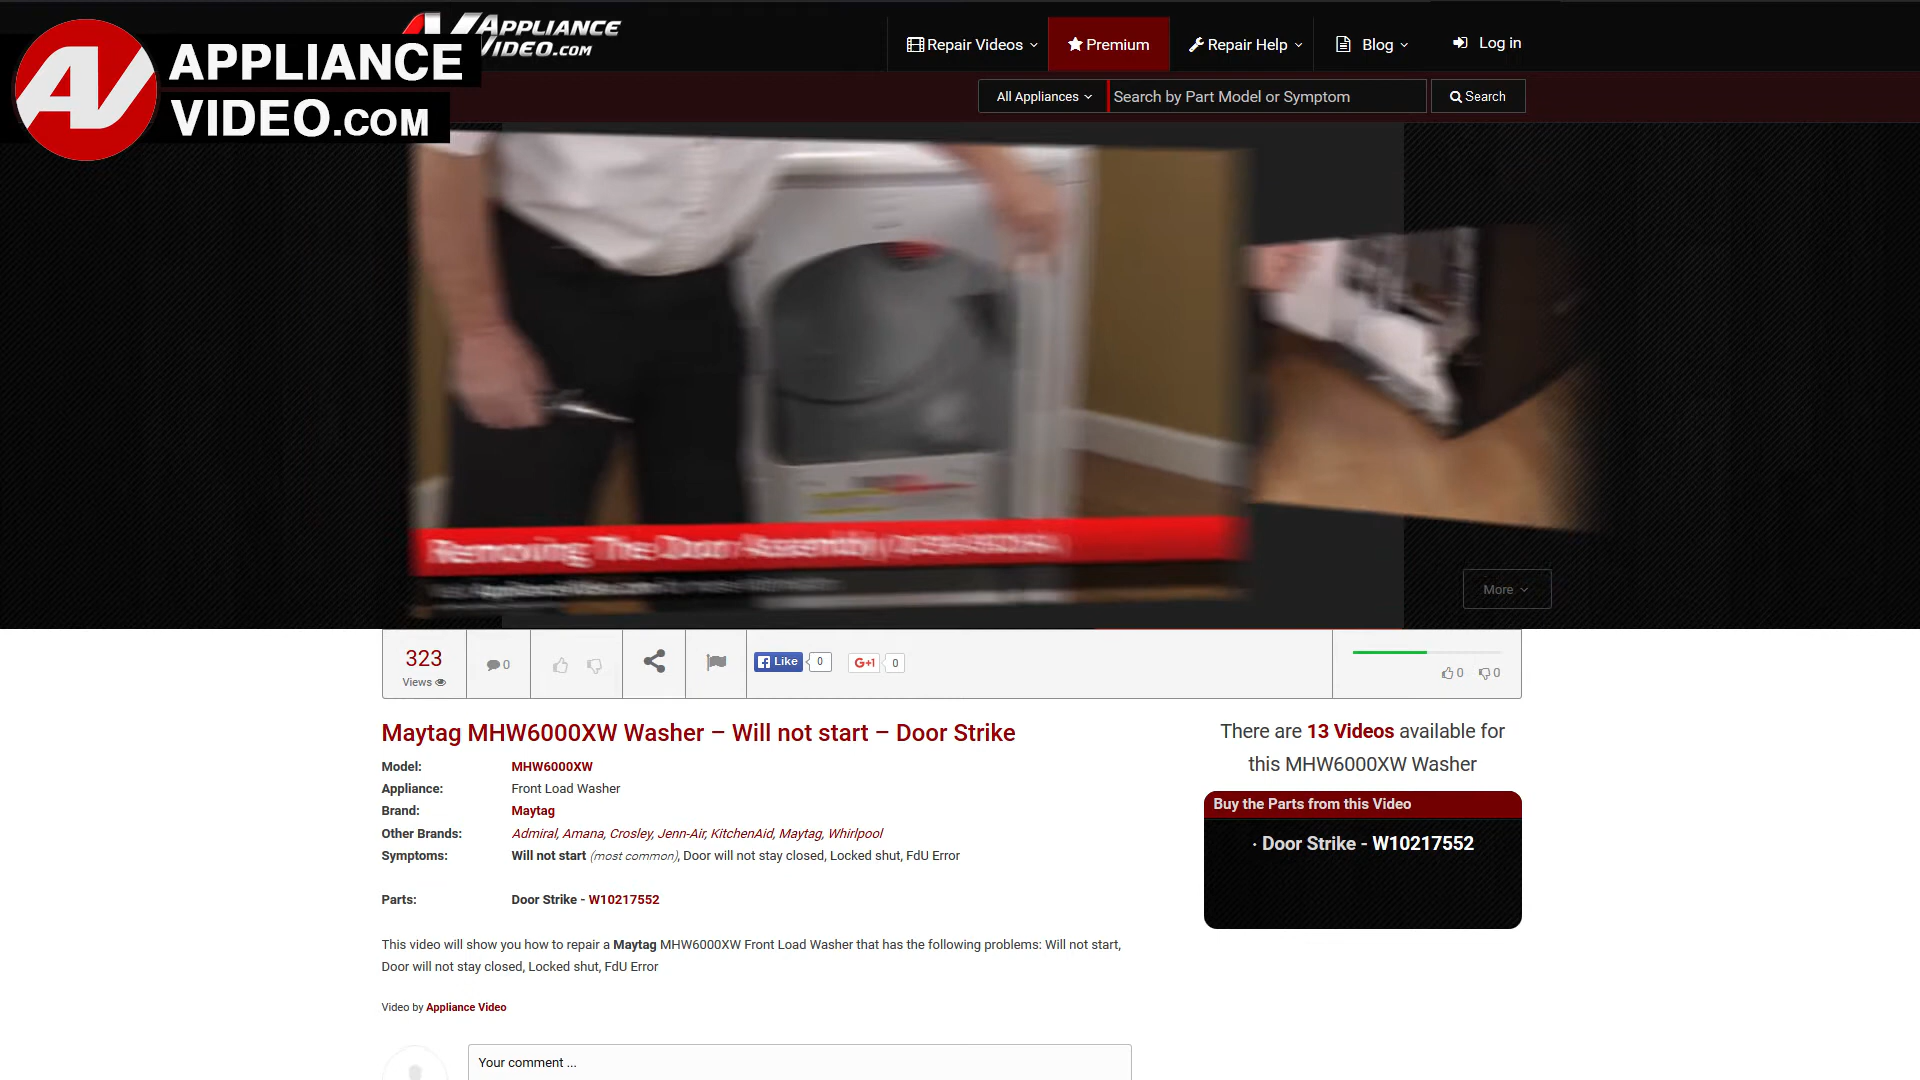 APPLIANCE
VIDEO.COM
APPLIANCE
VIDEO.COM
Repair Videos
Premium
Repair Help
Blog
Log in
All Appliances
Search by Part Model or Symptom
Search
Removing The Door Assembly
More
323
Views
0
Like
0
G+1
0
0
0
Maytag MHW6000XW Washer – Will not start – Door Strike
Model: MHW6000XW
Appliance: Front Load Washer
Brand: Maytag
Other Brands: Admiral, Amana, Crosley, Jenn-Air, KitchenAid, Maytag, Whirlpool
Symptoms: Will not start (most common), Door will not stay closed, Locked shut, FdU Error
Parts: Door Strike - W10217552
This video will show you how to repair a Maytag MHW6000XW Front Load Washer that has the following problems: Will not start,
Door will not stay closed, Locked shut, FdU Error
Video by Appliance Video
Your comment ...
There are 13 Videos available for
this MHW6000XW Washer
Buy the Parts from this Video
· Door Strike - W10217552